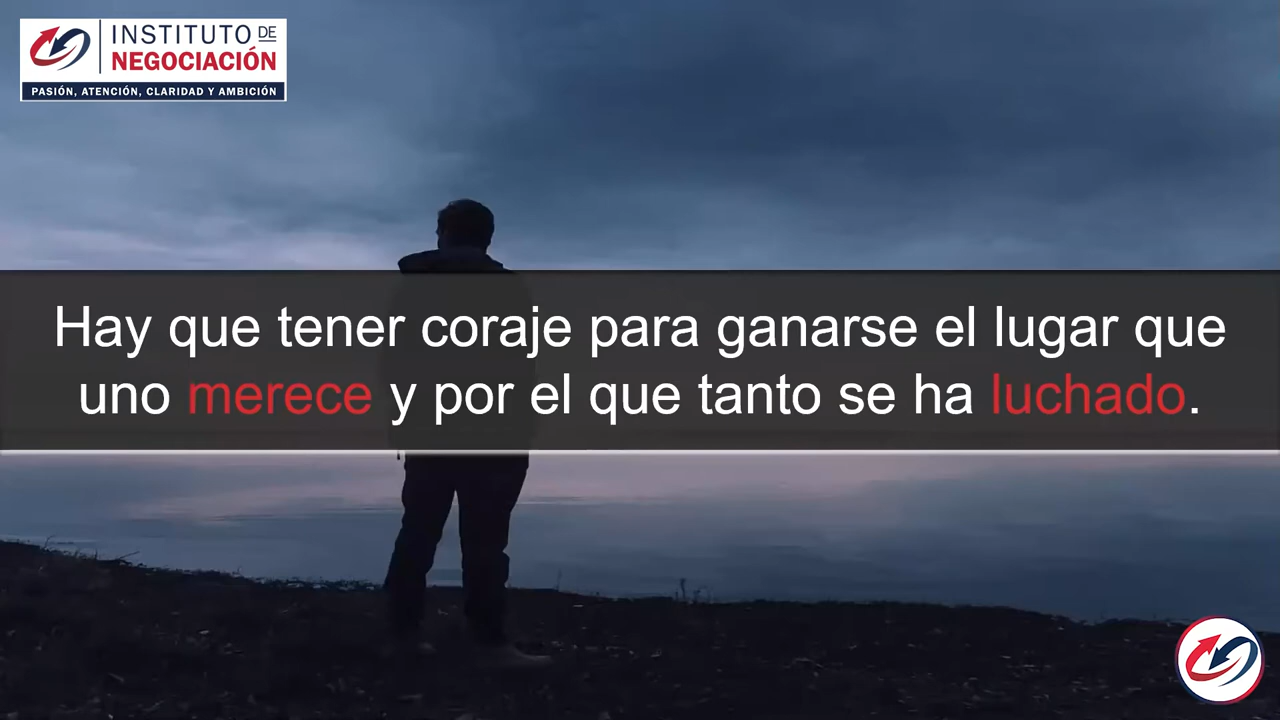 INSTITUTO DE
NEGOCIACIÓN
PASIÓN, ATENCIÓN, CLARIDAD Y AMBICIÓN
Hay que tener coraje para ganarse el lugar que
uno merece y por el que tanto se ha luchado.